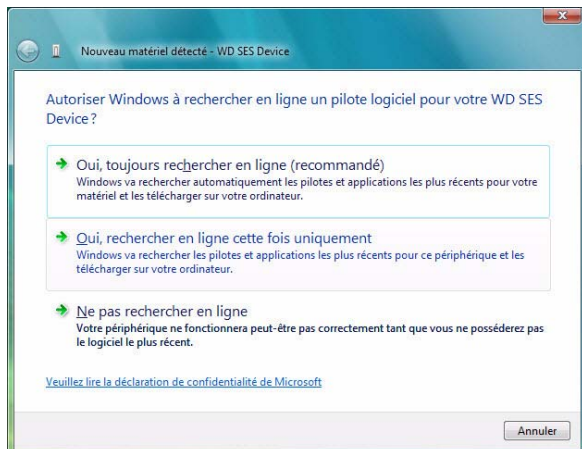 Nouveau matériel détecté - WD SES Device
Autoriser Windows à rechercher en ligne un pilote logiciel pour votre WD SES
Device?
Oui, toujours rechercher en ligne (recommandé)
Windows va rechercher automatiquement les pilotes et applications les plus récents pour votre
matériel et les télécharger sur votre ordinateur.
Oui, rechercher en ligne cette fois uniquement
Windows va rechercher les pilotes et applications les plus récents pour ce périphérique et les
télécharger sur votre ordinateur.
Ne pas rechercher en ligne
Votre périphérique ne fonctionnera peut-être pas correctement tant que vous ne posséderez pas
le logiciel le plus récent.
Veuillez lire la déclaration de confidentialité de Microsoft
Annuler